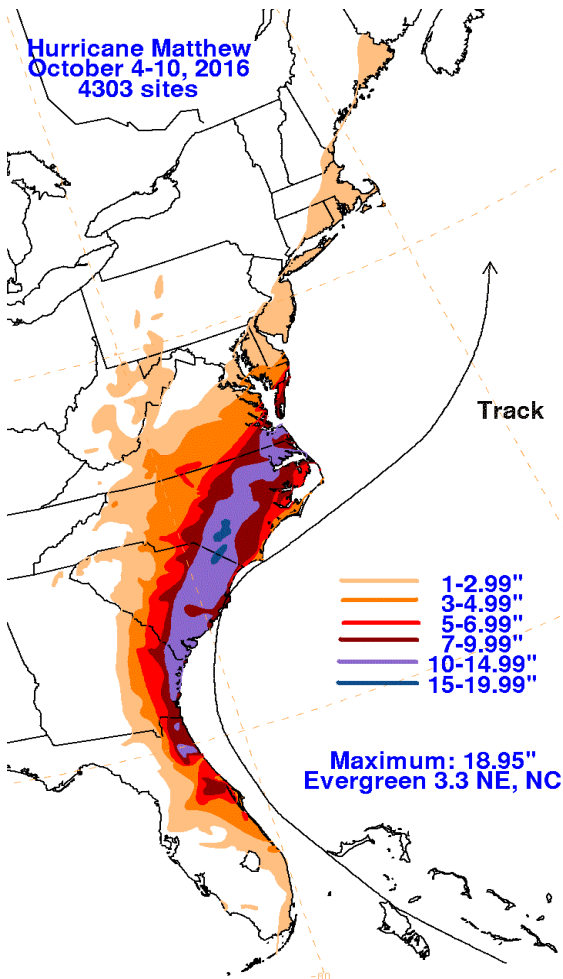 Hurricane Matthew
October 4-10, 2016
4303 sites
Track
1-2.99"
3-4.99"
5-6.99"
7-9.99"
10-14.99"
15-19.99"
Maximum: 18.95"
Evergreen 3.3 NE, NC